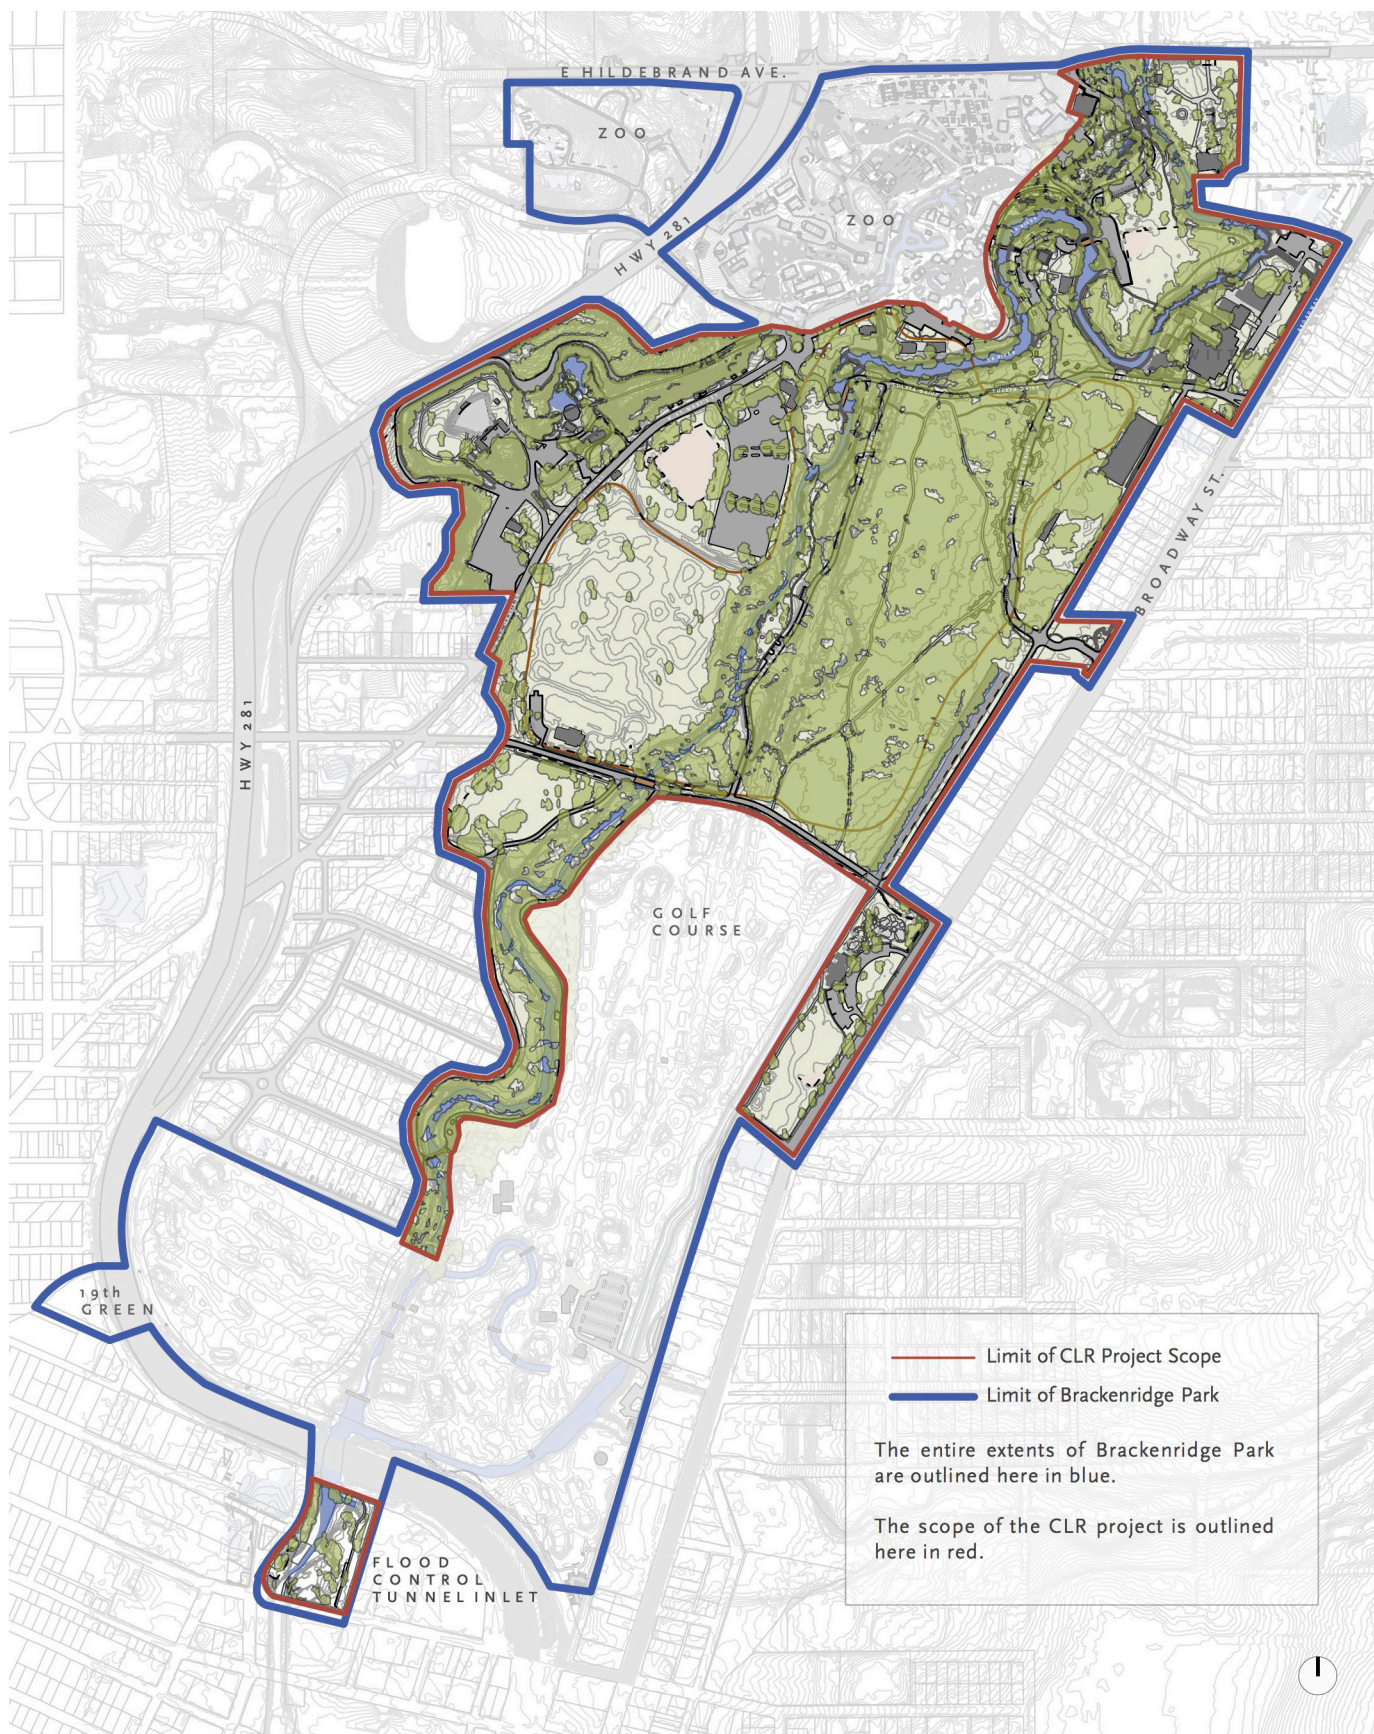 E HILDEBRAND AVE.
ZOO
ZOO
HWY 281
WITTE
BROADWAY ST.
HWY 281
GOLF
COURSE
19th
GREEN
Limit of CLR Project Scope
Limit of Brackenridge Park
The entire extents of Brackenridge Park
are outlined here in blue.
The scope of the CLR project is outlined
here in red.
FLOOD
CONTROL
TUNNEL INLET